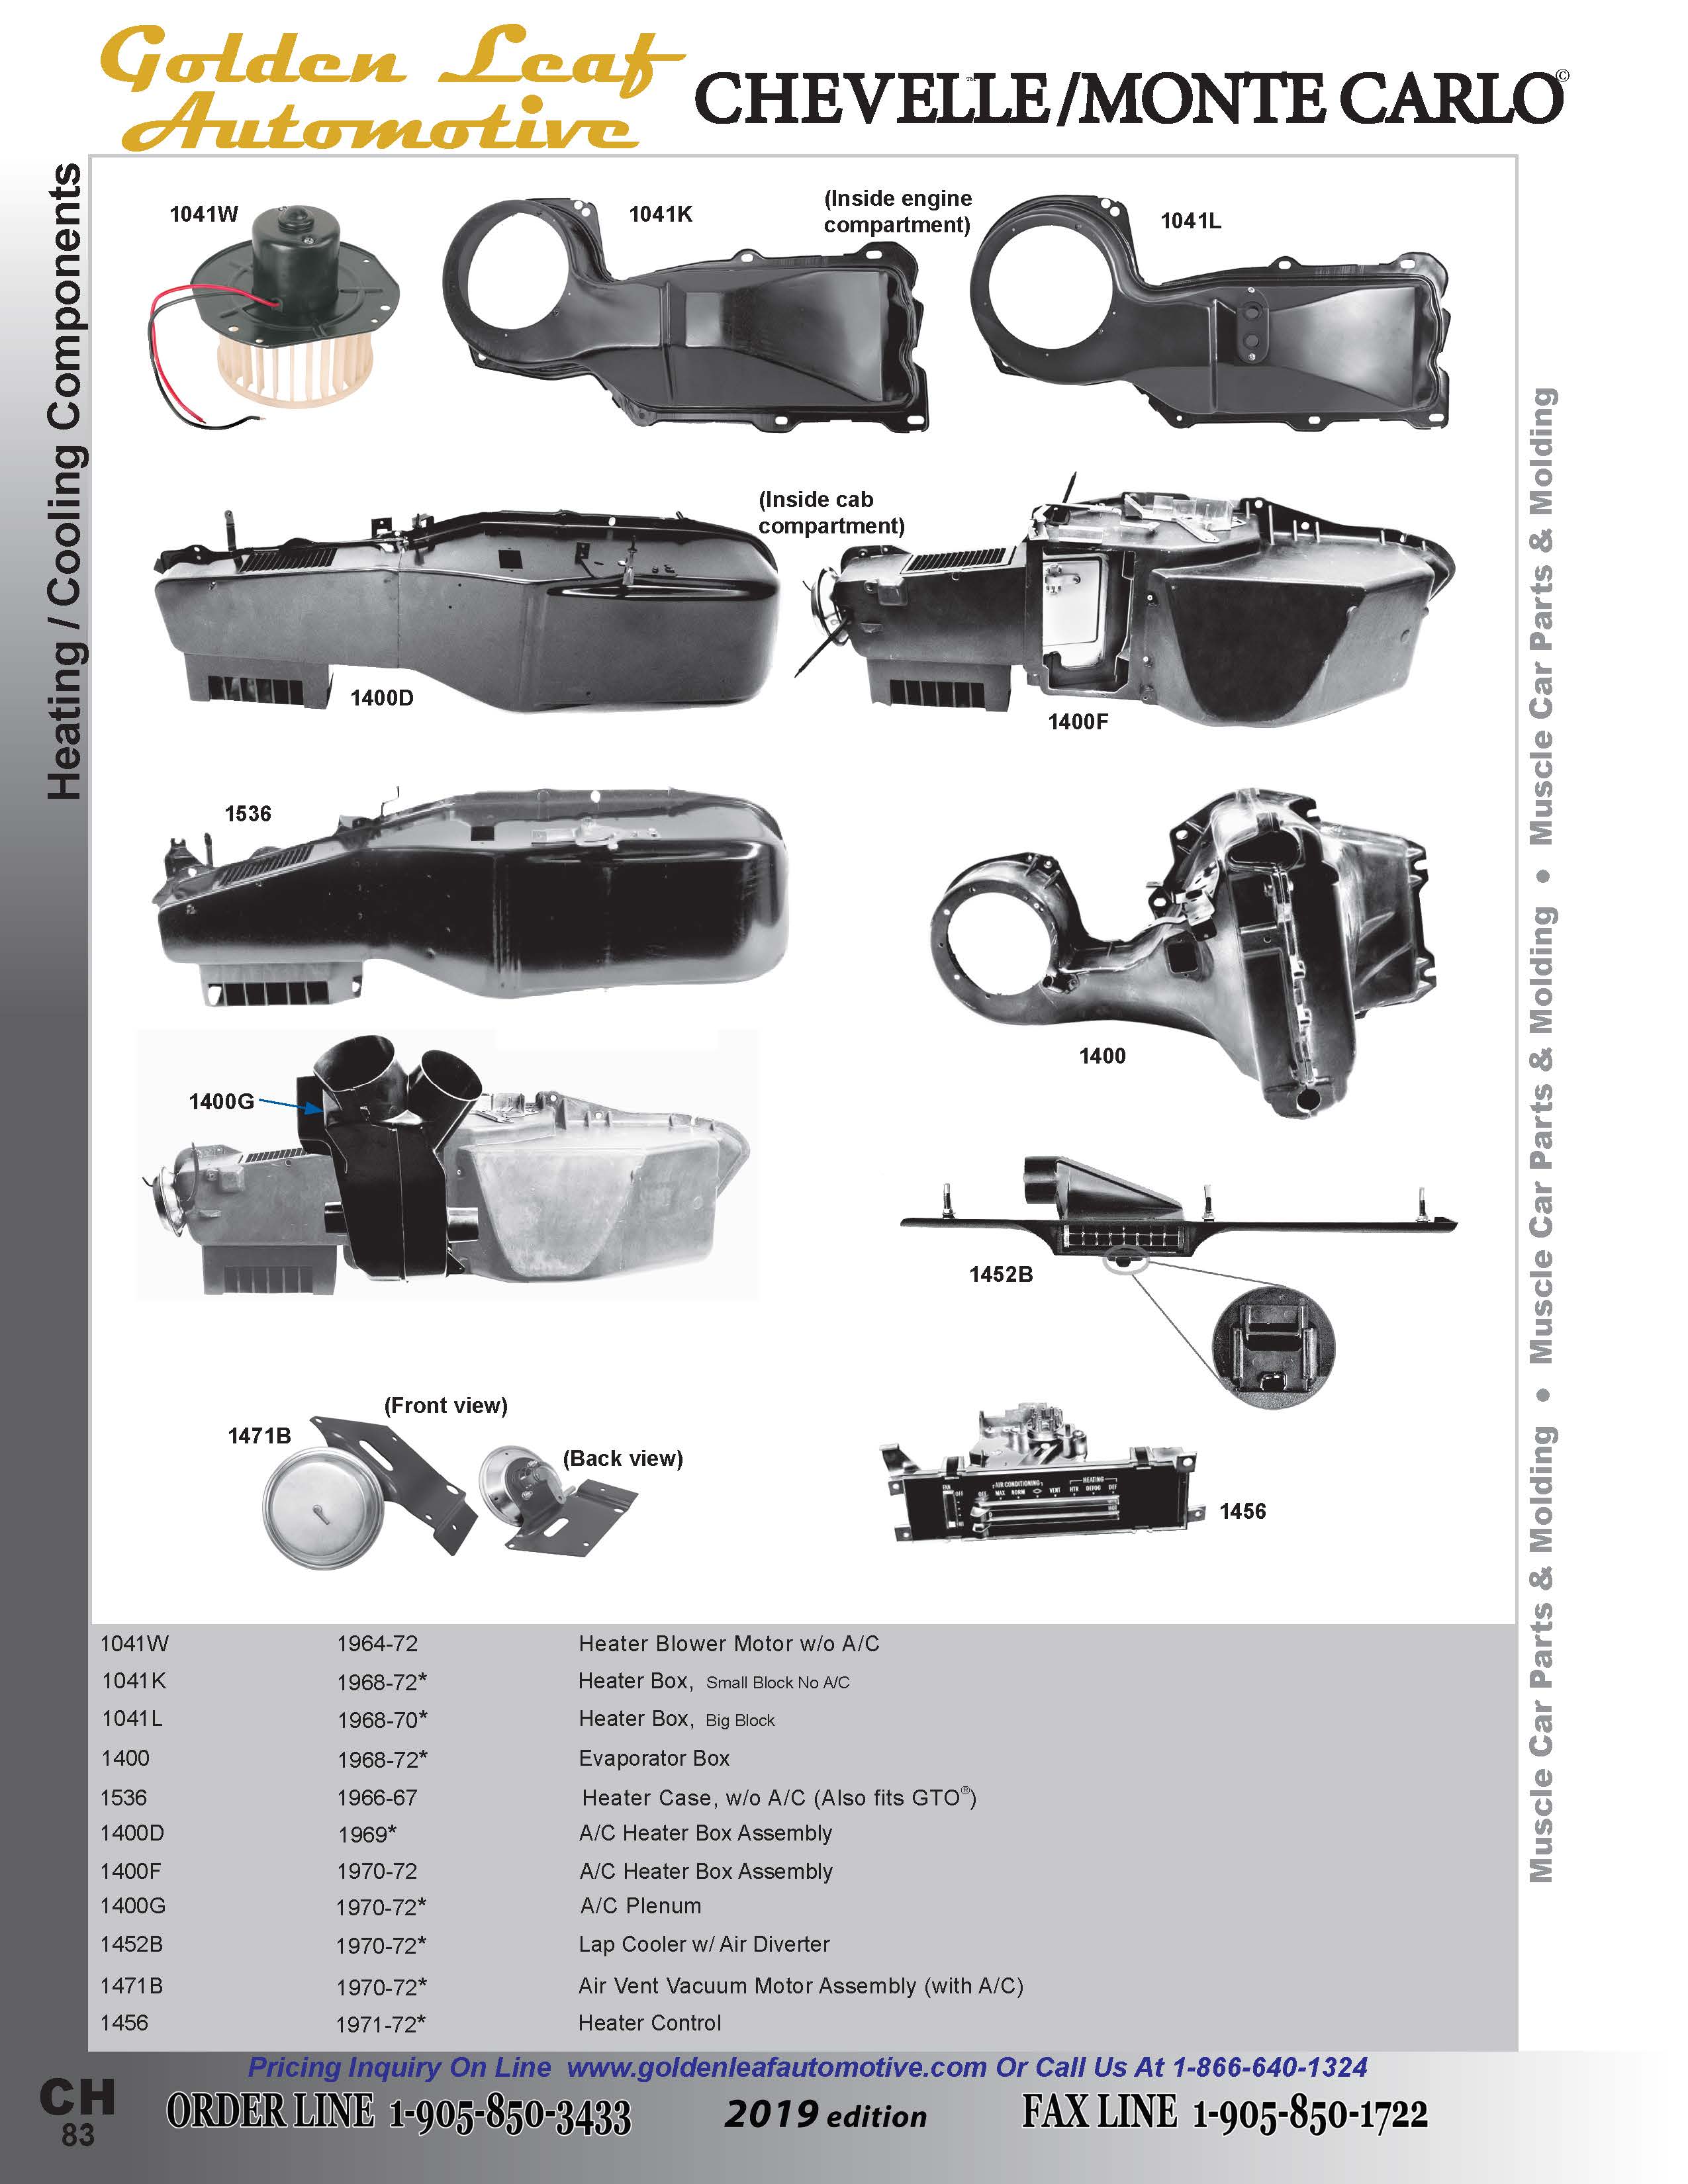 Golden Leaf
Automotive
CHEVELLE™/MONTE CARLO©
Heating / Cooling Components
1041W
1041K
(Inside engine
compartment)
1041L
(Inside cab
compartment)
1400D
1400F
1536
1400
1400G
1452B
(Front view)
1471B
(Back view)
AIR CONDITIONING
HEATING
FAN
OFF
OFF MAX NORM VENT HTR DEFOG DEF
1456
1041W 1964-72 Heater Blower Motor w/o A/C
1041K 1968-72* Heater Box, Small Block No A/C
1041L 1968-70* Heater Box, Big Block
1400 1968-72* Evaporator Box
1536 1966-67 Heater Case, w/o A/C (Also fits GTO®)
1400D 1969* A/C Heater Box Assembly
1400F 1970-72 A/C Heater Box Assembly
1400G 1970-72* A/C Plenum
1452B 1970-72* Lap Cooler w/ Air Diverter
1471B 1970-72* Air Vent Vacuum Motor Assembly (with A/C)
1456 1971-72* Heater Control
Muscle Car Parts & Molding • Muscle Car Parts & Molding • Muscle Car Parts & Molding
Pricing Inquiry On Line www.goldenleafautomotive.com Or Call Us At 1-866-640-1324
CH
83
ORDER LINE 1-905-850-3433
2019 edition
FAX LINE 1-905-850-1722